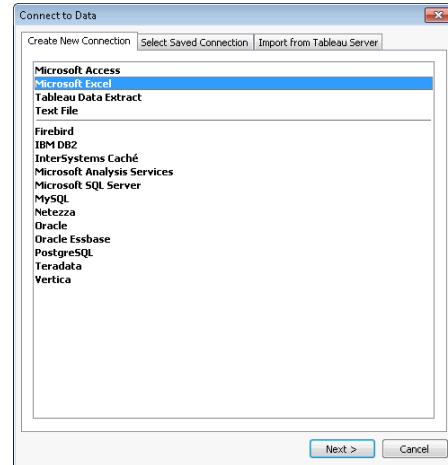 Connect to Data
Create New Connection Select Saved Connection Import from Tableau Server
Microsoft Access
Microsoft Excel
Tableau Data Extract
Text File
Firebird
IBM DB2
InterSystems Caché
Microsoft Analysis Services
Microsoft SQL Server
MySQL
Netezza
Oracle
Oracle Essbase
PostgreSQL
Teradata
Vertica
Next > Cancel